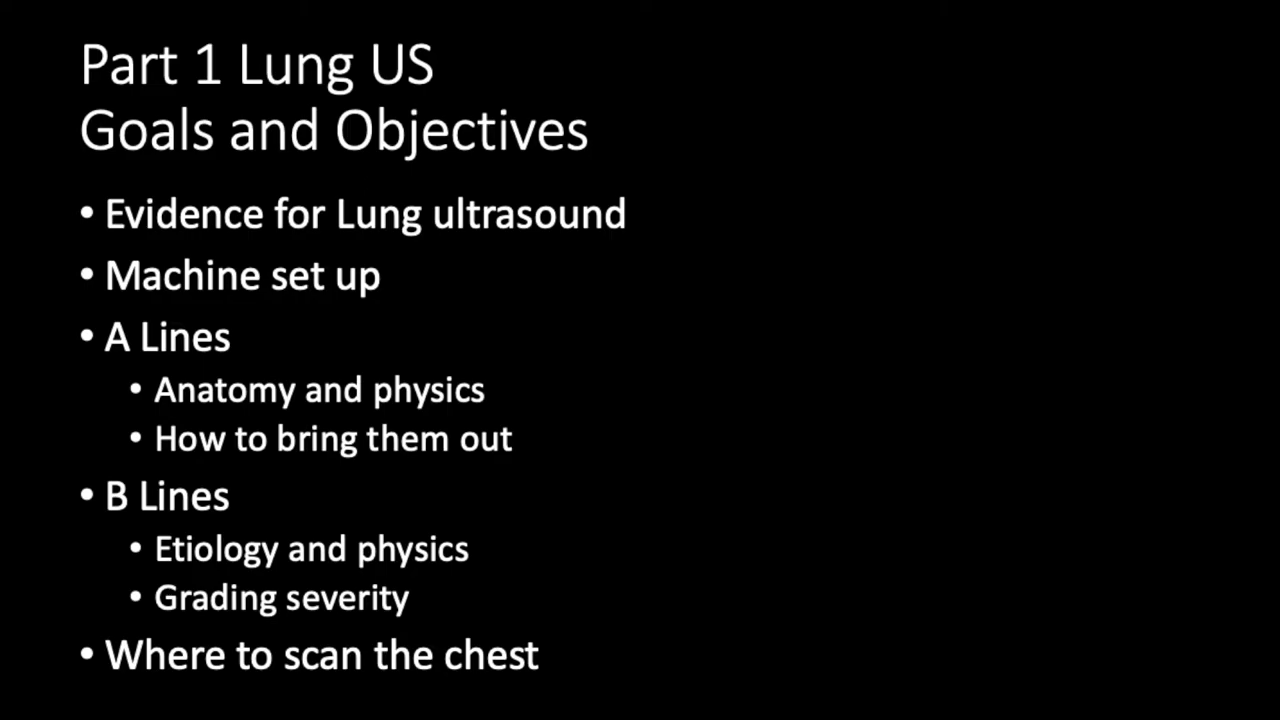 Part 1 Lung US
Goals and Objectives
• Evidence for Lung ultrasound
• Machine set up
• A Lines
• Anatomy and physics
• How to bring them out
• B Lines
• Etiology and physics
• Grading severity
• Where to scan the chest